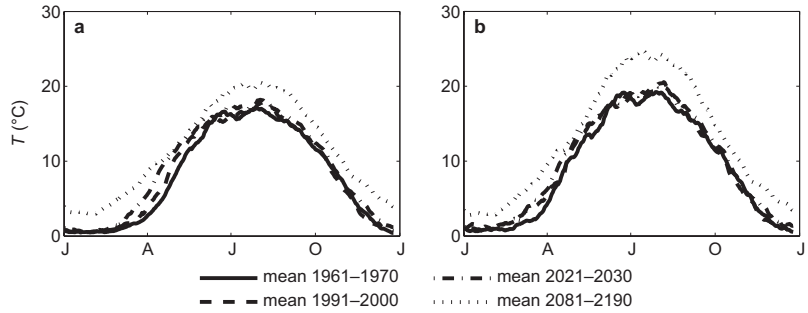 30
a
20
10
0
T (°C)
J A J O J
b
30
20
10
0
J A J O J
mean 1961–1970
mean 1991–2000
mean 2021–2030
mean 2081–2190